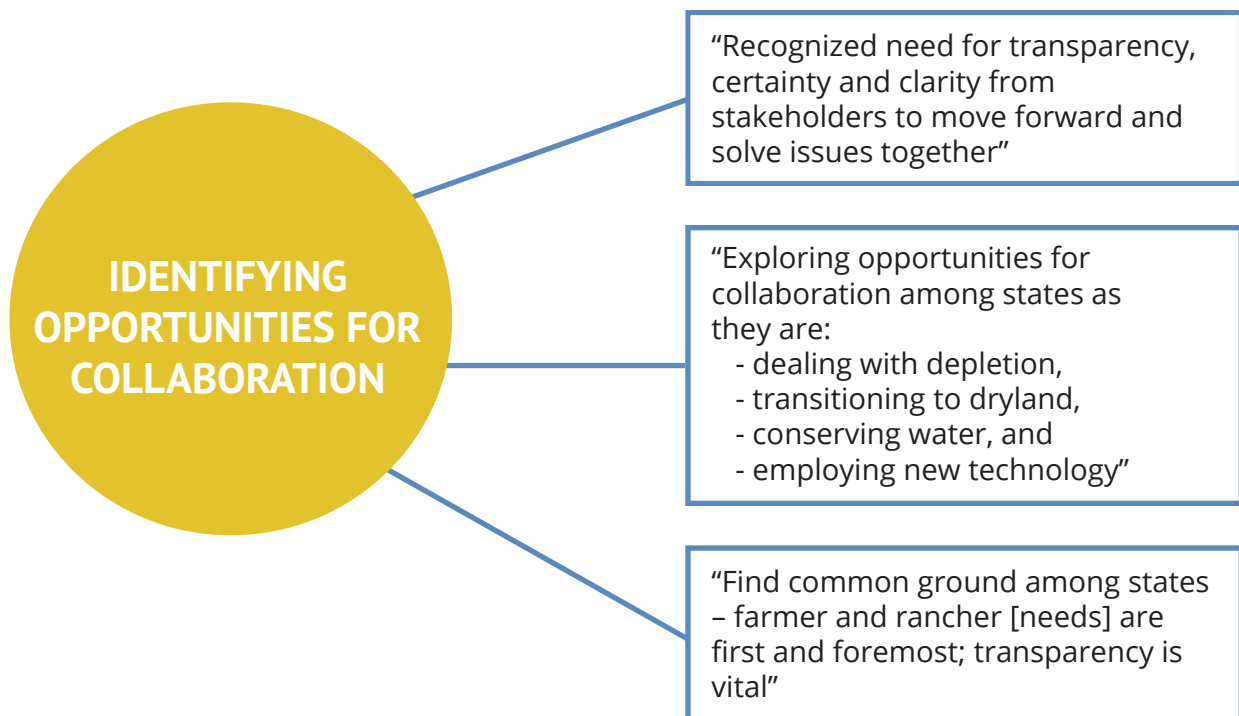 IDENTIFYING
OPPORTUNITIES FOR
COLLABORATION
“Recognized need for transparency,
certainty and clarity from
stakeholders to move forward and
solve issues together”
“Exploring opportunities for
collaboration among states as
they are:
- dealing with depletion,
- transitioning to dryland,
- conserving water, and
- employing new technology”
“Find common ground among states
– farmer and rancher [needs] are
first and foremost; transparency is
vital”